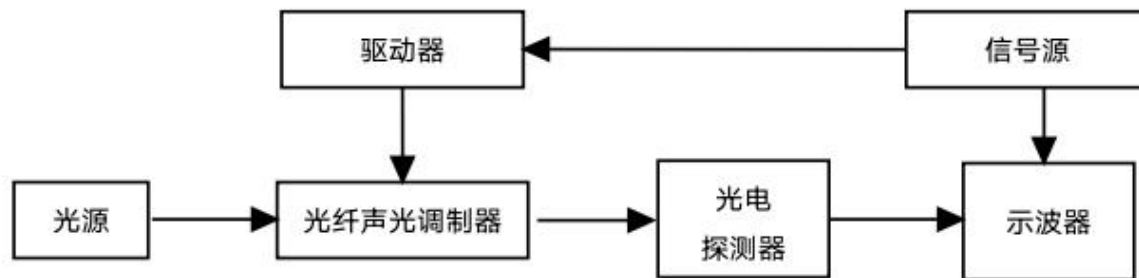 驱动器
信号源
光源
光纤声光调制器
光电
探测器
示波器